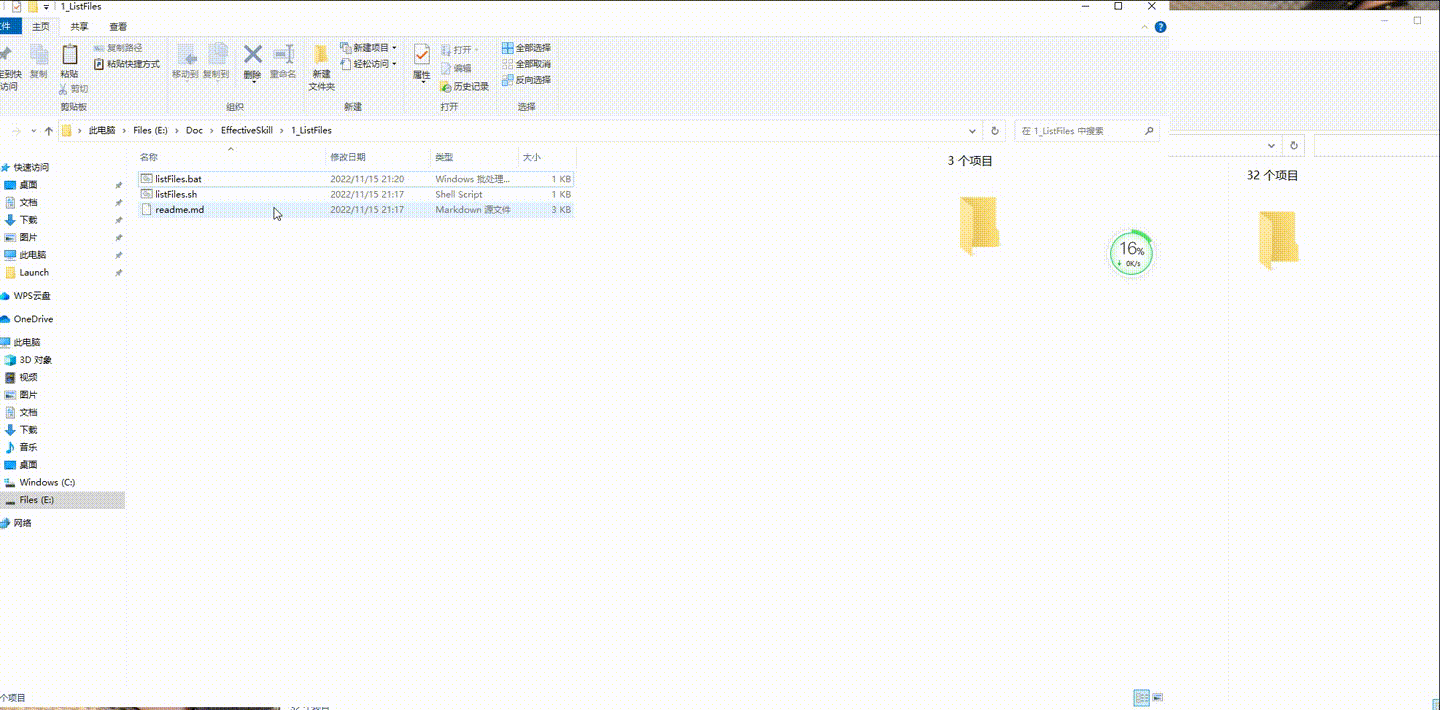 1_ListFiles
件
主页
共享
查看
复制
粘贴
复制路径
粘贴快捷方式
剪切
定到快
访问
剪贴板
移动到
复制到
删除
重命名
组织
新建
文件夹
新建项目
轻松访问
新建
属性
打开
编辑
历史记录
打开
全部选择
全部取消
反向选择
选择
此电脑 › Files (E:) › Doc › EffectiveSkill › 1_ListFiles
在 1_ListFiles 中搜索
名称 修改日期 类型 大小
listFiles.bat 2022/11/15 21:20 Windows 批处理... 1 KB
listFiles.sh 2022/11/15 21:17 Shell Script 1 KB
readme.md 2022/11/15 21:17 Markdown 源文件 3 KB
快速访问
桌面
文档
下载
图片
此电脑
Launch
WPS云盘
OneDrive
此电脑
3D 对象
视频
图片
文档
下载
音乐
桌面
Windows (C:)
Files (E:)
网络
3 个项目
16%
0K/s
32 个项目
个项目